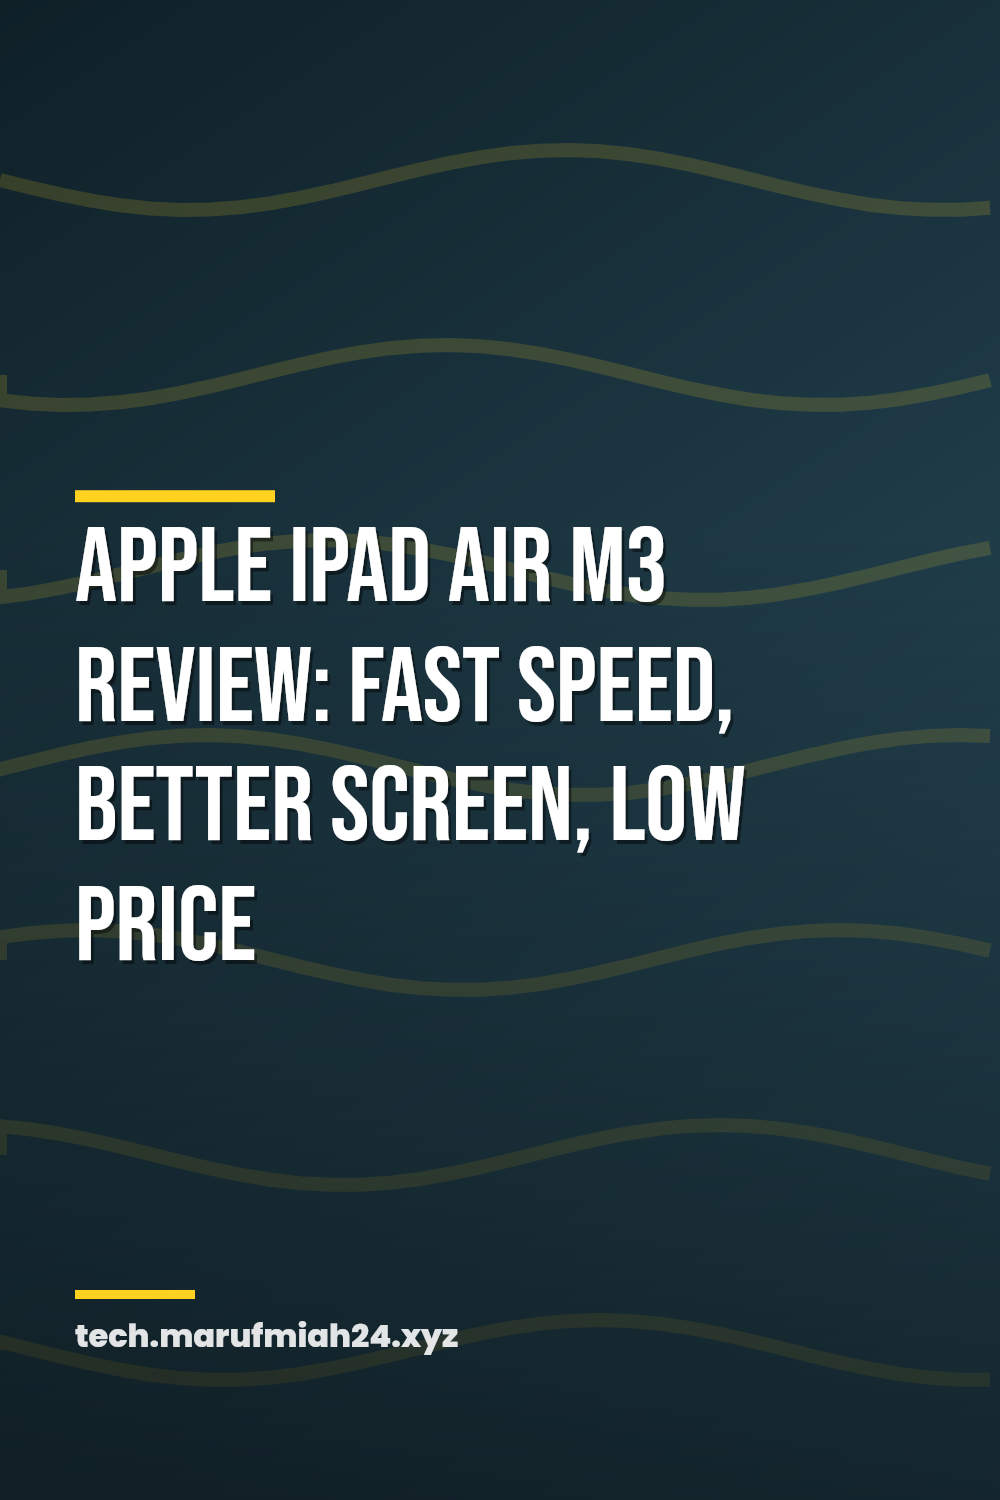 APPLE IPAD AIR M3
REVIEW: FAST SPEED,
BETTER SCREEN, LOW
PRICE
tech.marufmiah24.xyz